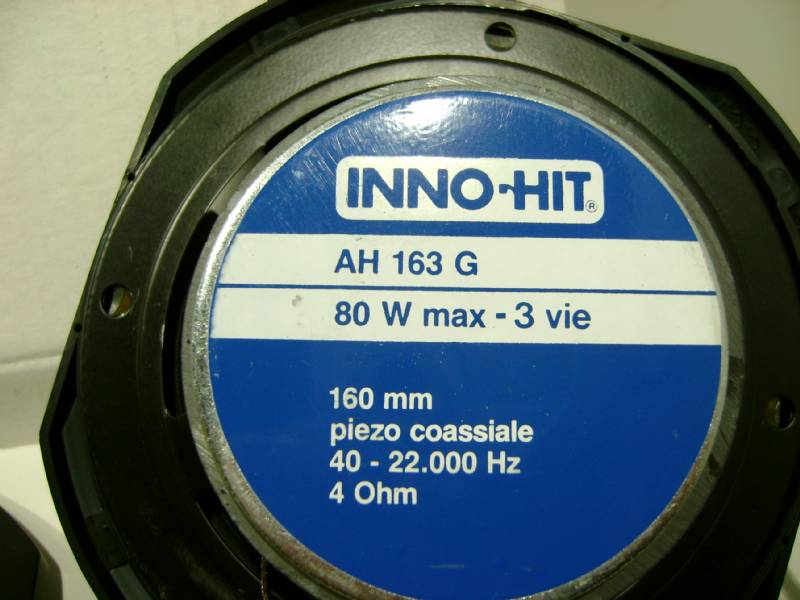 INNO-HIT®
AH 163 G
80 W max - 3 vie
160 mm
piezo coassiale
40 - 22.000 Hz
4 Ohm